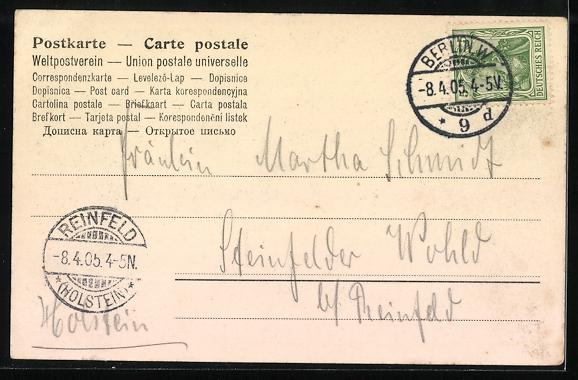 Postkarte — Carte postale
Weltpostverein — Union postale universelle
Correspondenzkarte — Levelező-Lap — Dopisnice
Dopisnica — Post card — Karta korespondencyjna
Cartolina postale — Briefkaart — Carta postala
Brefkort — Tarjeta postal — Korespondenční listek
Дописна карта — Открытое письмо
BERLIN.W.
-8.4.05.4-5V.
* 9 d
DEUTSCHES REICH
Fräulein Martha Schmidt
Steinfelder Wohld
b/ Reinfeld
Holstein
REINFELD
-8.4.05.4-5N.
*(HOLSTEIN)*